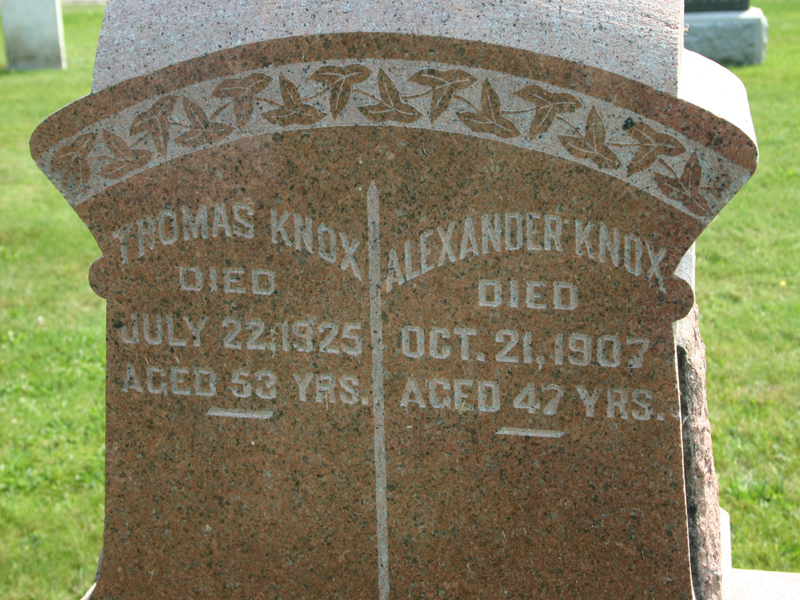 THOMAS KNOX
DIED
JULY 22, 1925
AGED 53 YRS.
ALEXANDER KNOX
DIED
OCT. 21, 1907
AGED 47 YRS.